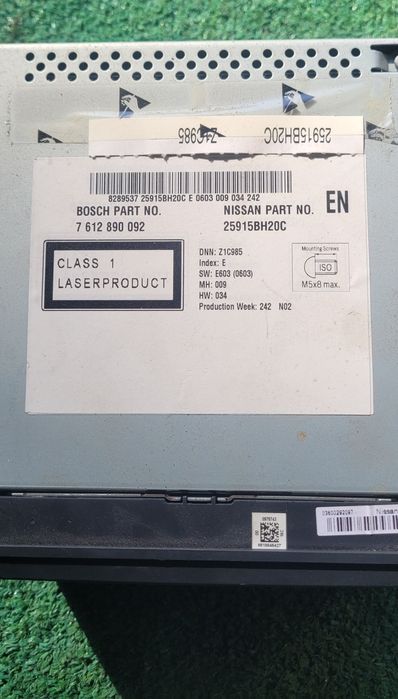 Z1C985 25915BH20C
8289537 25915BH20C E 0603 009 034 242
BOSCH PART NO. NISSAN PART NO. EN
7 612 890 092 25915BH20C
CLASS 1
LASERPRODUCT
DNN: Z1C985
Index: E
SW: E603 (0603)
MH: 009
HW: 034
Production Week: 242 N02
Mounting Screws
ISO
M5x8 max.
03600292097 Nissan